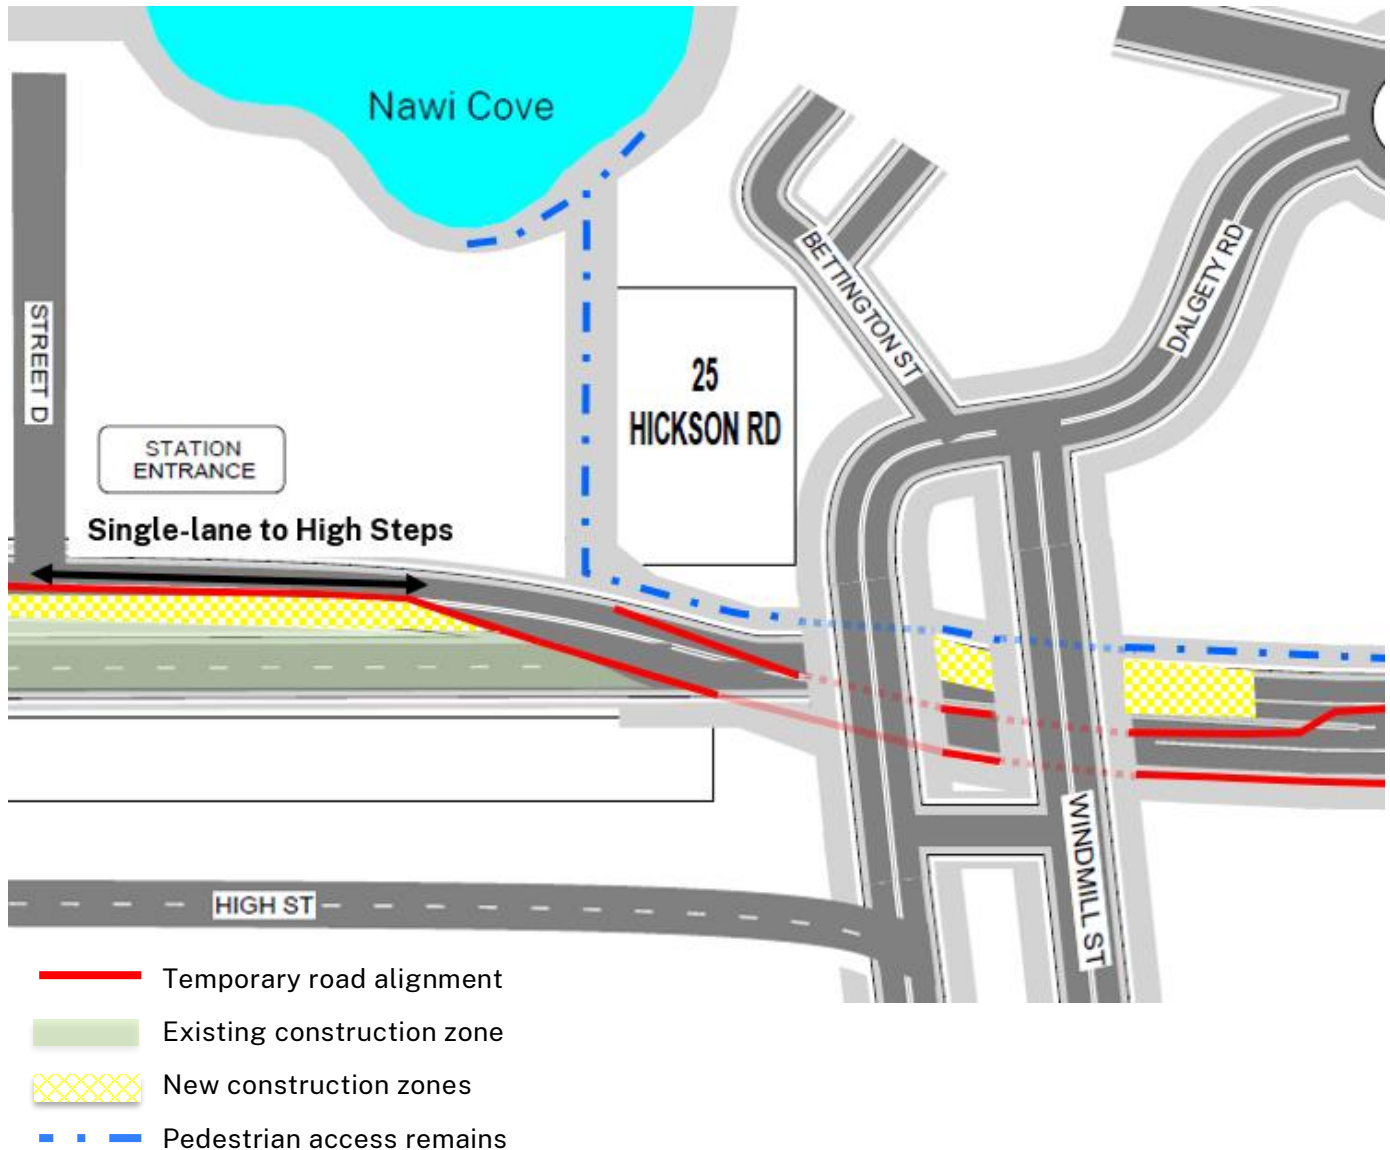 Nawi Cove
BETTINGTON ST
DALGETY RD
STREET D
25
HICKSON RD
STATION
ENTRANCE
Single-lane to High Steps
WINDMILL ST
HIGH ST
Temporary road alignment
Existing construction zone
New construction zones
Pedestrian access remains